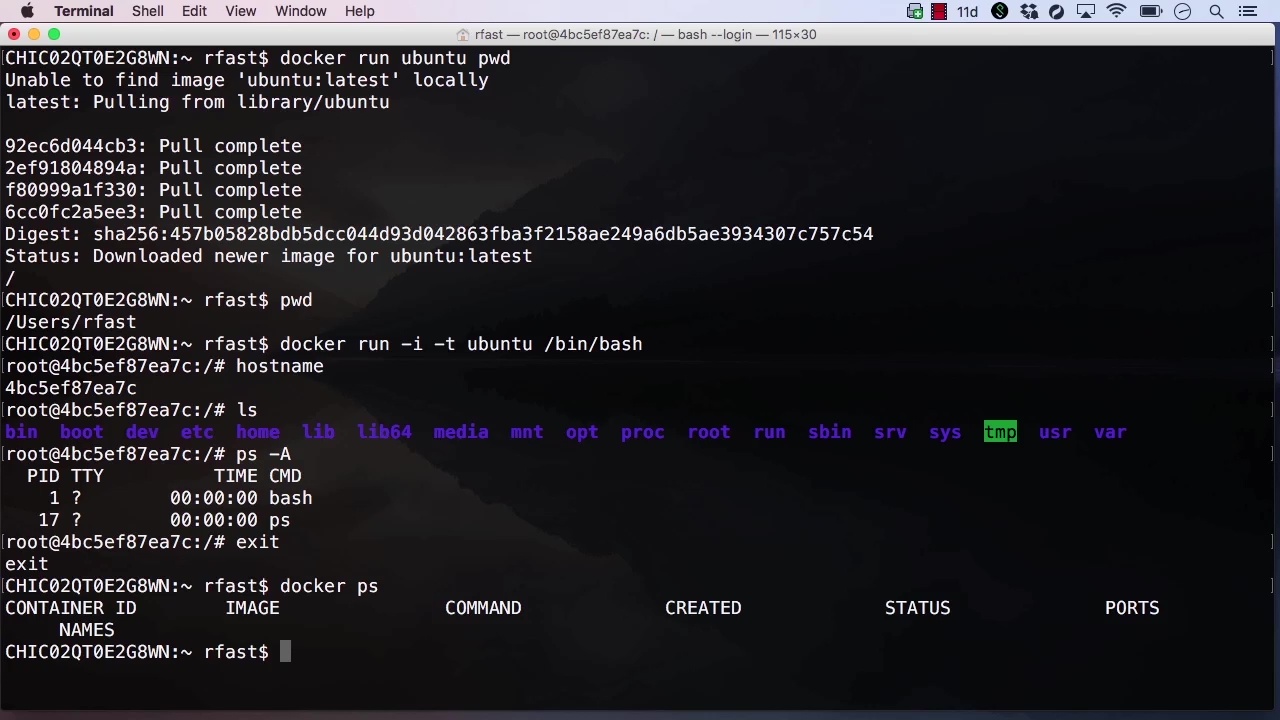 Terminal Shell Edit View Window Help 11d
rfast — root@4bc5ef87ea7c: / — bash --login — 115×30
CHIC02QT0E2G8WN:~ rfast$ docker run ubuntu pwd
Unable to find image 'ubuntu:latest' locally
latest: Pulling from library/ubuntu
92ec6d044cb3: Pull complete
2ef91804894a: Pull complete
f80999a1f330: Pull complete
6cc0fc2a5ee3: Pull complete
Digest: sha256:457b05828bdb5dcc044d93d042863fba3f2158ae249a6db5ae3934307c757c54
Status: Downloaded newer image for ubuntu:latest
/
CHIC02QT0E2G8WN:~ rfast$ pwd
/Users/rfast
CHIC02QT0E2G8WN:~ rfast$ docker run -i -t ubuntu /bin/bash
root@4bc5ef87ea7c:/# hostname
4bc5ef87ea7c
root@4bc5ef87ea7c:/# ls
bin boot dev etc home lib lib64 media mnt opt proc root run sbin srv sys tmp usr var
root@4bc5ef87ea7c:/# ps -A
PID TTY TIME CMD
1 ? 00:00:00 bash
17 ? 00:00:00 ps
root@4bc5ef87ea7c:/# exit
exit
CHIC02QT0E2G8WN:~ rfast$ docker ps
CONTAINER ID IMAGE COMMAND CREATED STATUS PORTS
NAMES
CHIC02QT0E2G8WN:~ rfast$